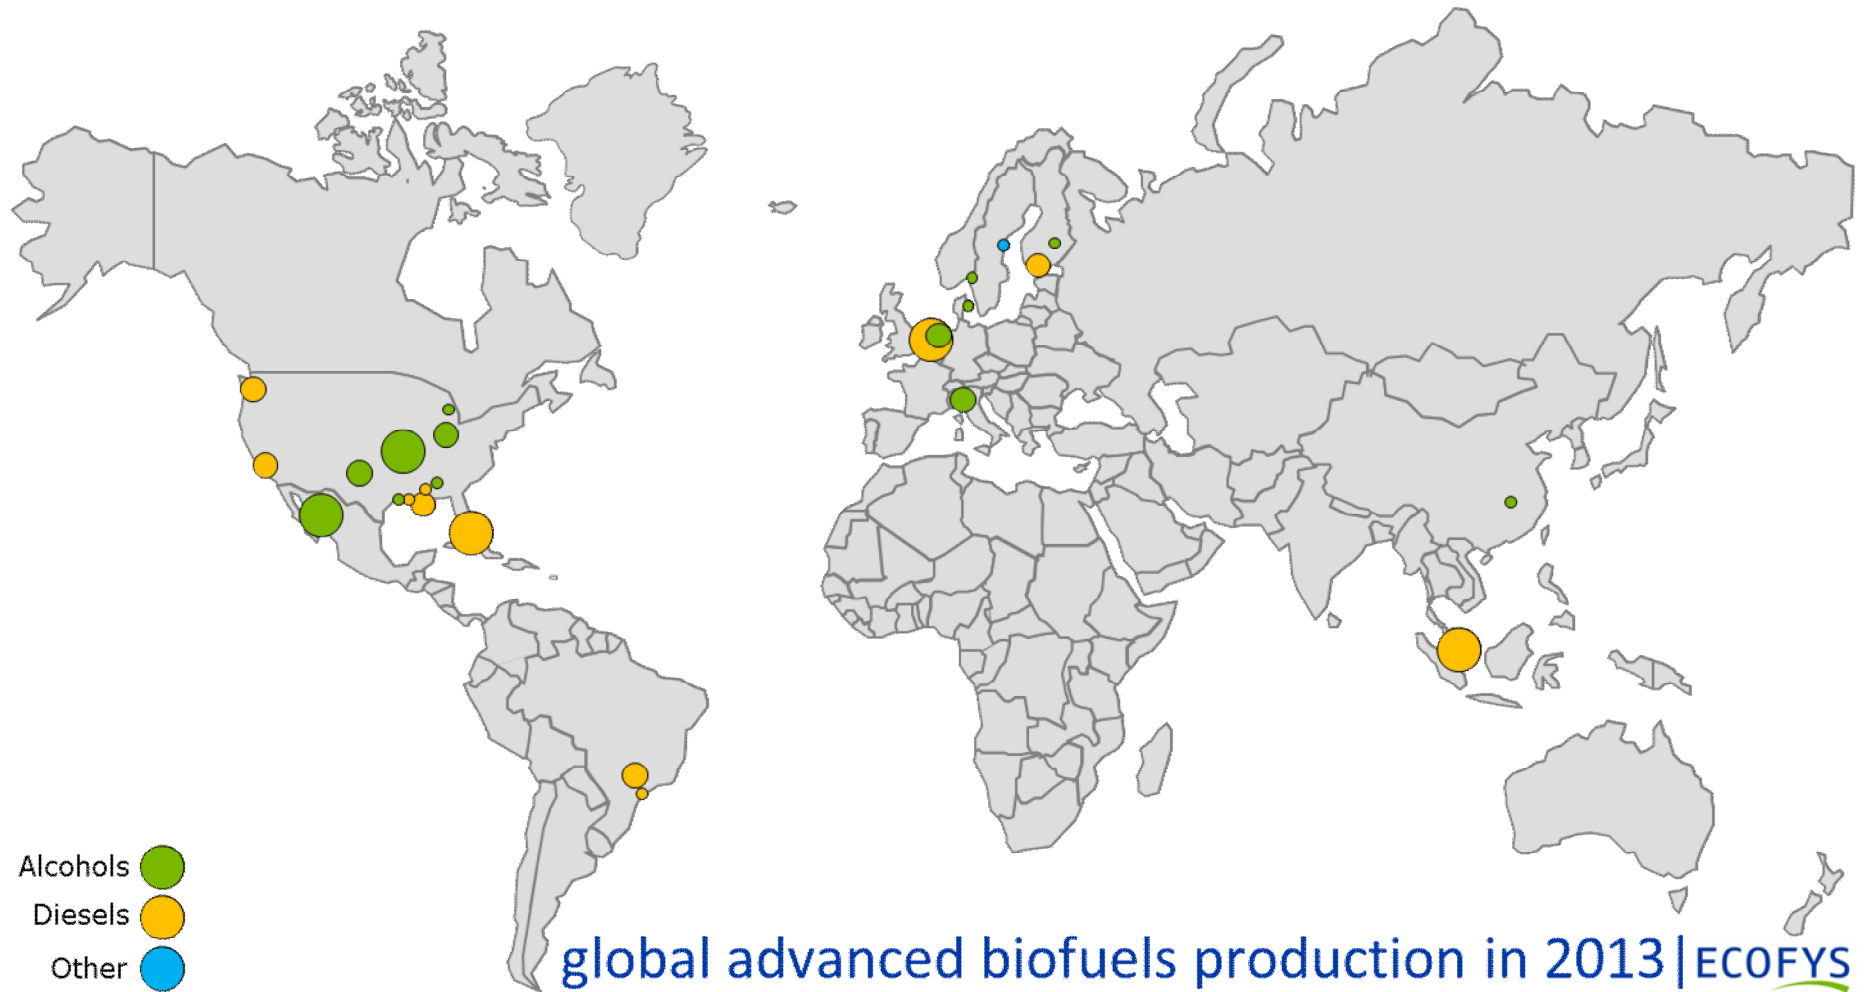 Alcohols
Diesels
Other
global advanced biofuels production in 2013|ECOFYS